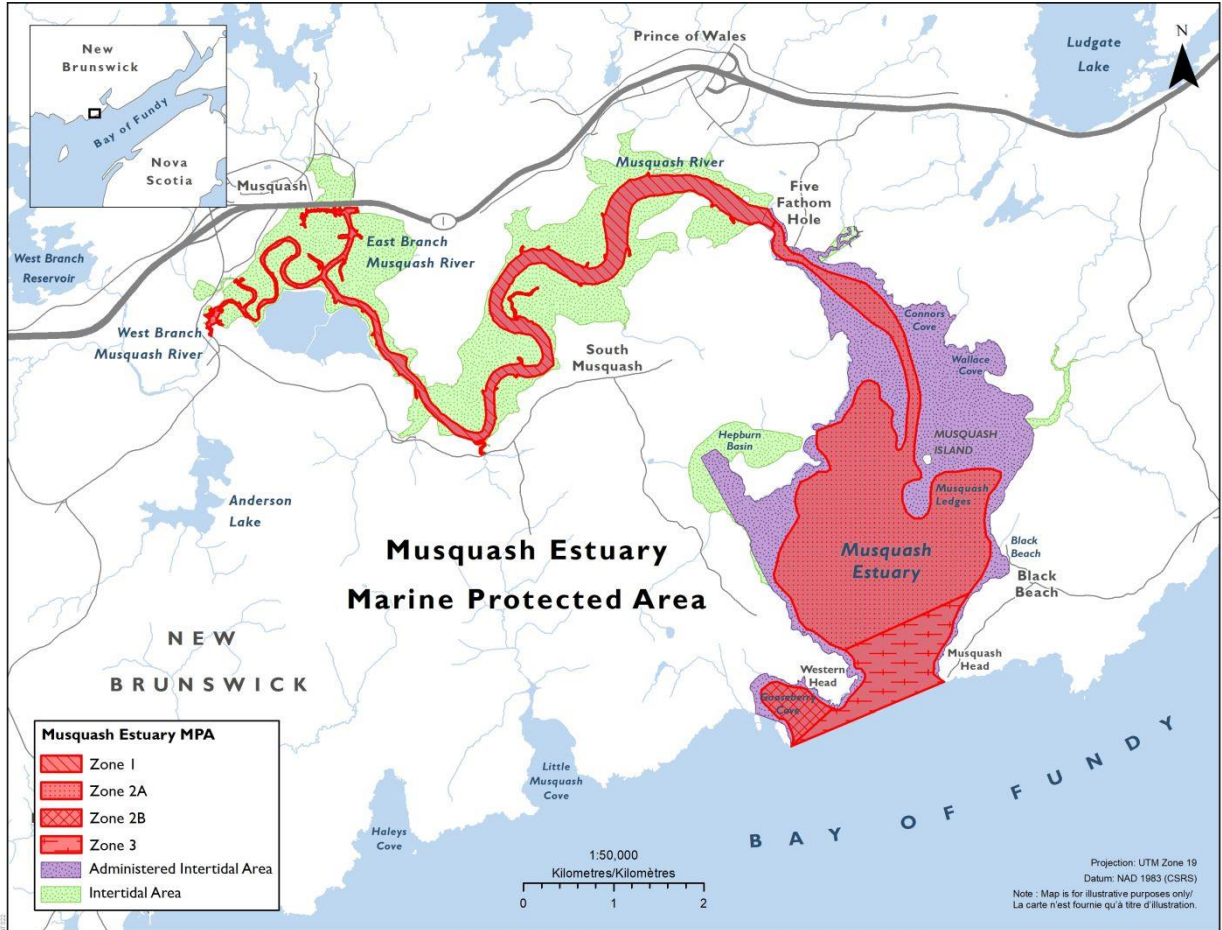 New
Brunswick
Bay of Fundy
Nova
Scotia
Prince of Wales
Ludgate
Lake
N
Musquash
Musquash River
1
Five
Fathom
Hole
West Branch
Reservoir
East Branch
Musquash River
West Branch
Musquash River
Connors
Cove
South
Musquash
Wallace
Cove
Hepburn
Basin
MUSQUASH
ISLAND
Musquash
Ledges
Anderson
Lake
Musquash Estuary
Marine Protected Area
Musquash
Estuary
Black
Beach
Black
Beach
NEW
BRUNSWICK
Musquash
Head
Western
Head
Gooseberry
Cove
Little
Musquash
Cove
Haleys
Cove
BAY OF FUNDY
Musquash Estuary MPA
Zone 1
Zone 2A
Zone 2B
Zone 3
Administered Intertidal Area
Intertidal Area
1:50,000
Kilometres/Kilomètres
0 1 2
Projection: UTM Zone 19
Datum: NAD 1983 (CSRS)
Note : Map is for illustrative purposes only/
La carte n'est fournie qu'à titre d'illustration.